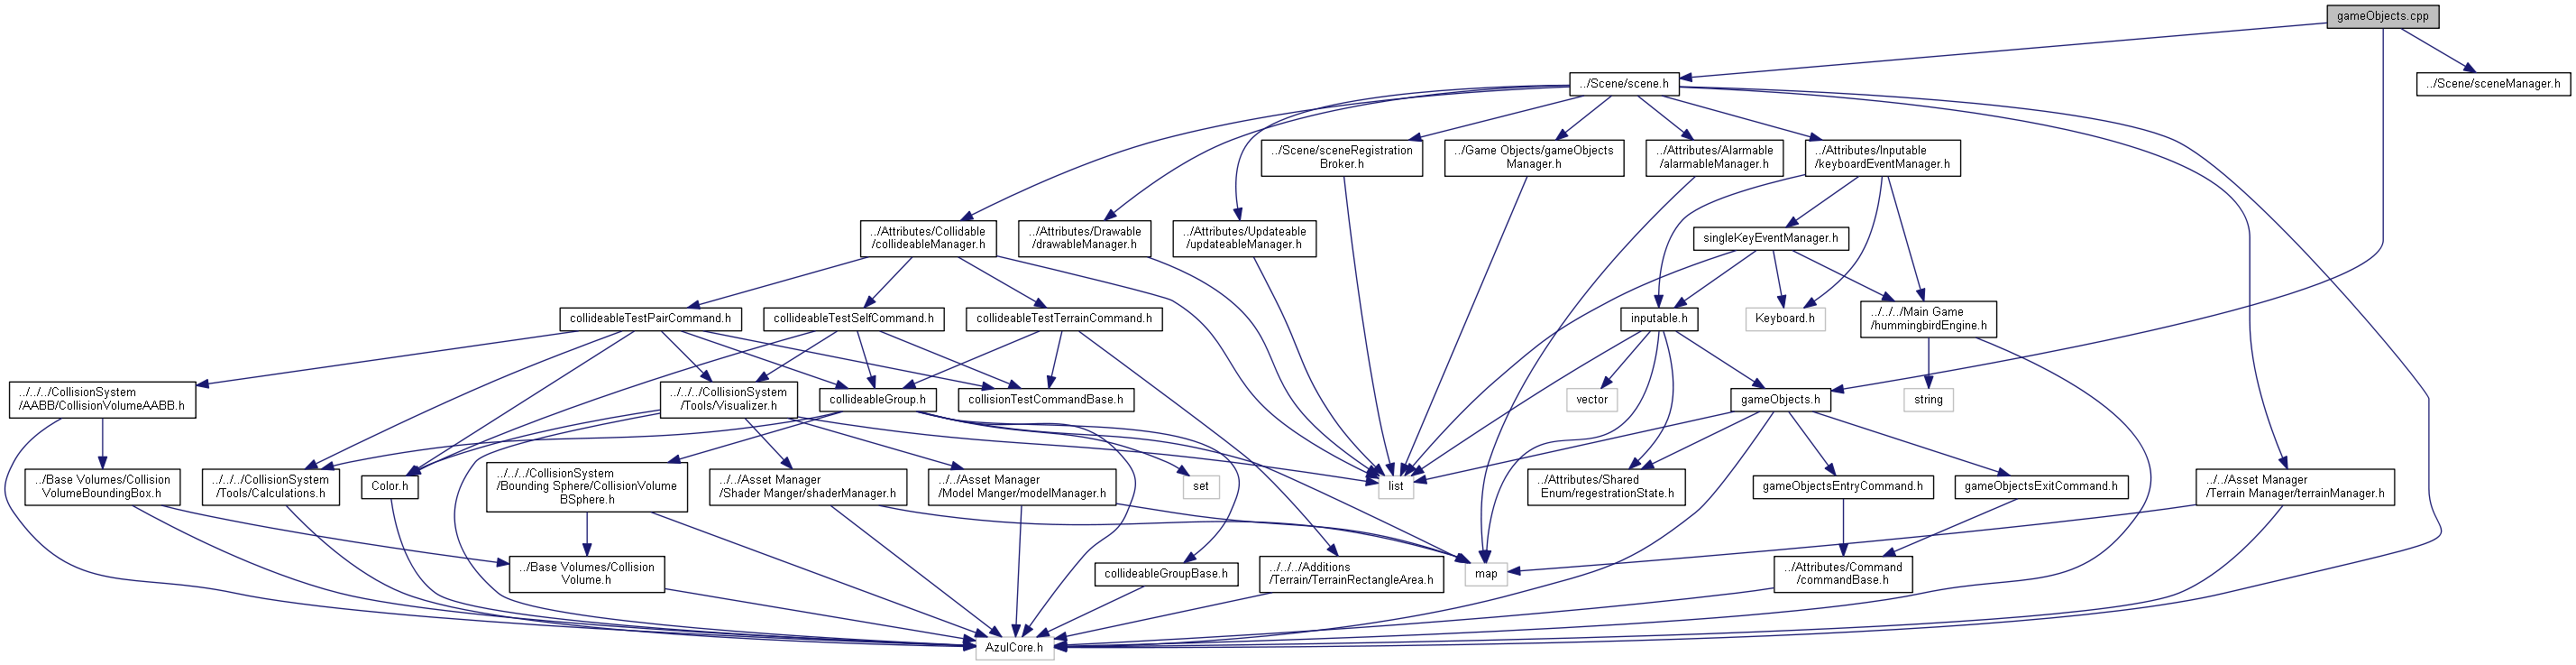 gameObjects.cpp
../Scene/scene.h
../Scene/sceneManager.h
../Scene/sceneRegistration
Broker.h
../Game Objects/gameObjects
Manager.h
../Attributes/Alarmable
/alarmableManager.h
../Attributes/Inputable
/keyboardEventManager.h
../Attributes/Collidable
/collideableManager.h
../Attributes/Drawable
/drawableManager.h
../Attributes/Updateable
/updateableManager.h
singleKeyEventManager.h
collideableTestPairCommand.h
collideableTestSelfCommand.h
collideableTestTerrainCommand.h
inputable.h
Keyboard.h
../../../Main Game
/hummingbirdEngine.h
../../../CollisionSystem
/AABB/CollisionVolumeAABB.h
../../../CollisionSystem
/Tools/Visualizer.h
collideableGroup.h
collisionTestCommandBase.h
vector
gameObjects.h
string
../Base Volumes/Collision
VolumeBoundingBox.h
../../../CollisionSystem
/Tools/Calculations.h
Color.h
../../../CollisionSystem
/Bounding Sphere/CollisionVolume
BSphere.h
../../Asset Manager
/Shader Manger/shaderManager.h
../../Asset Manager
/Model Manger/modelManager.h
set
list
../Attributes/Shared
Enum/regestrationState.h
gameObjectsEntryCommand.h
gameObjectsExitCommand.h
../../Asset Manager
/Terrain Manager/terrainManager.h
../Base Volumes/Collision
Volume.h
collideableGroupBase.h
../../../Additions
/Terrain/TerrainRectangleArea.h
map
../Attributes/Command
/commandBase.h
AzulCore.h